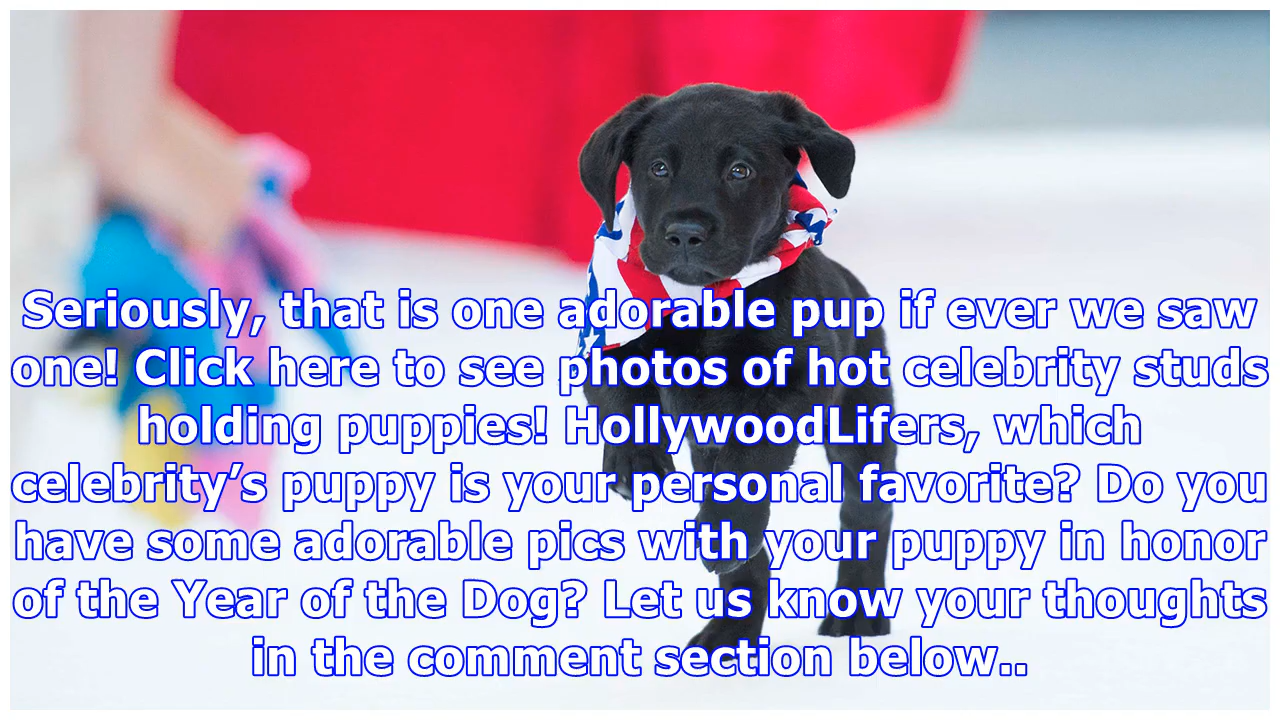 Seriously, that is one adorable pup if ever we saw
one! Click here to see photos of hot celebrity studs
holding puppies! HollywoodLifers, which
celebrity’s puppy is your personal favorite? Do you
have some adorable pics with your puppy in honor
of the Year of the Dog? Let us know your thoughts
in the comment section below..